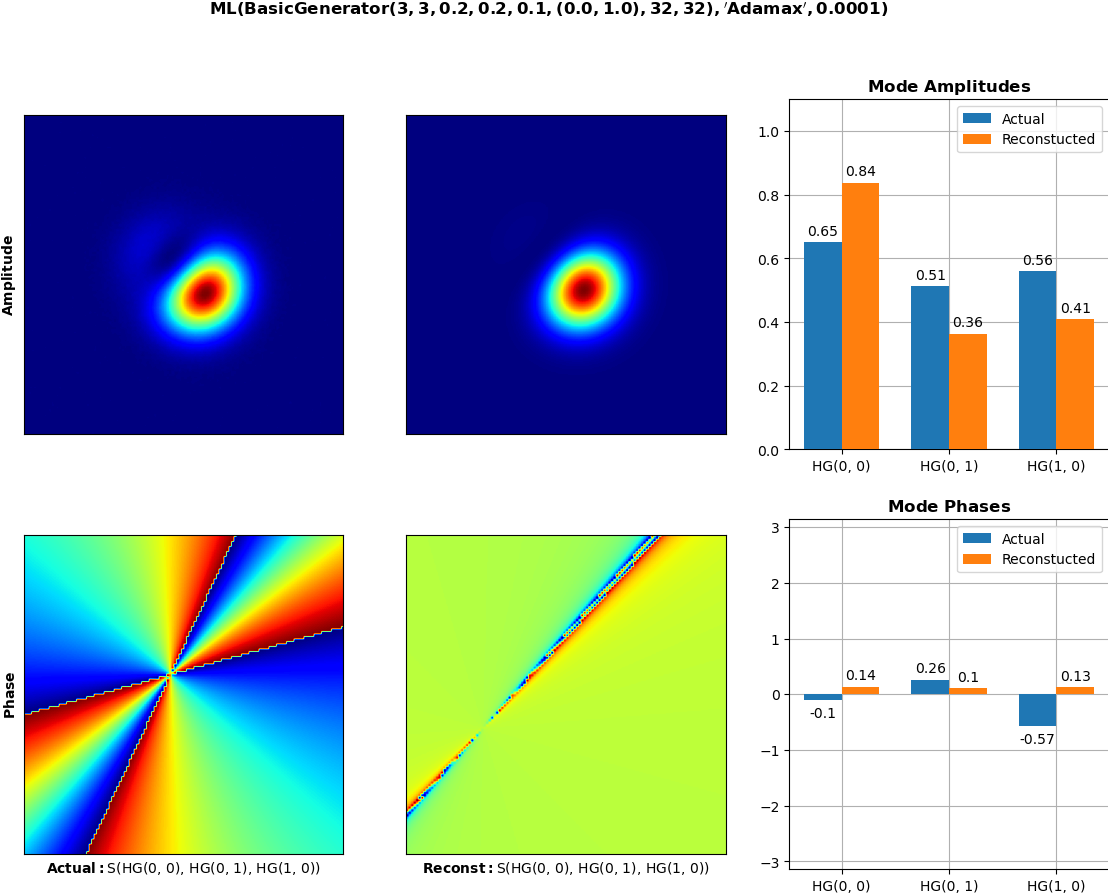 ML(BasicGenerator(3, 3, 0.2, 0.2, 0.1, (0.0, 1.0), 32, 32), ′Adamax′, 0.0001)
Amplitude
Mode Amplitudes
Actual
Reconstucted
1.0
0.8
0.6
0.4
0.2
0.0
0.65
0.84
0.51
0.36
0.56
0.41
HG(0, 0)
HG(0, 1)
HG(1, 0)
Phase
Actual: S(HG(0, 0), HG(0, 1), HG(1, 0))
Reconst: S(HG(0, 0), HG(0, 1), HG(1, 0))
Mode Phases
Actual
Reconstucted
3
2
1
0
−1
−2
−3
-0.1
0.14
0.26
0.1
-0.57
0.13
HG(0, 0)
HG(0, 1)
HG(1, 0)